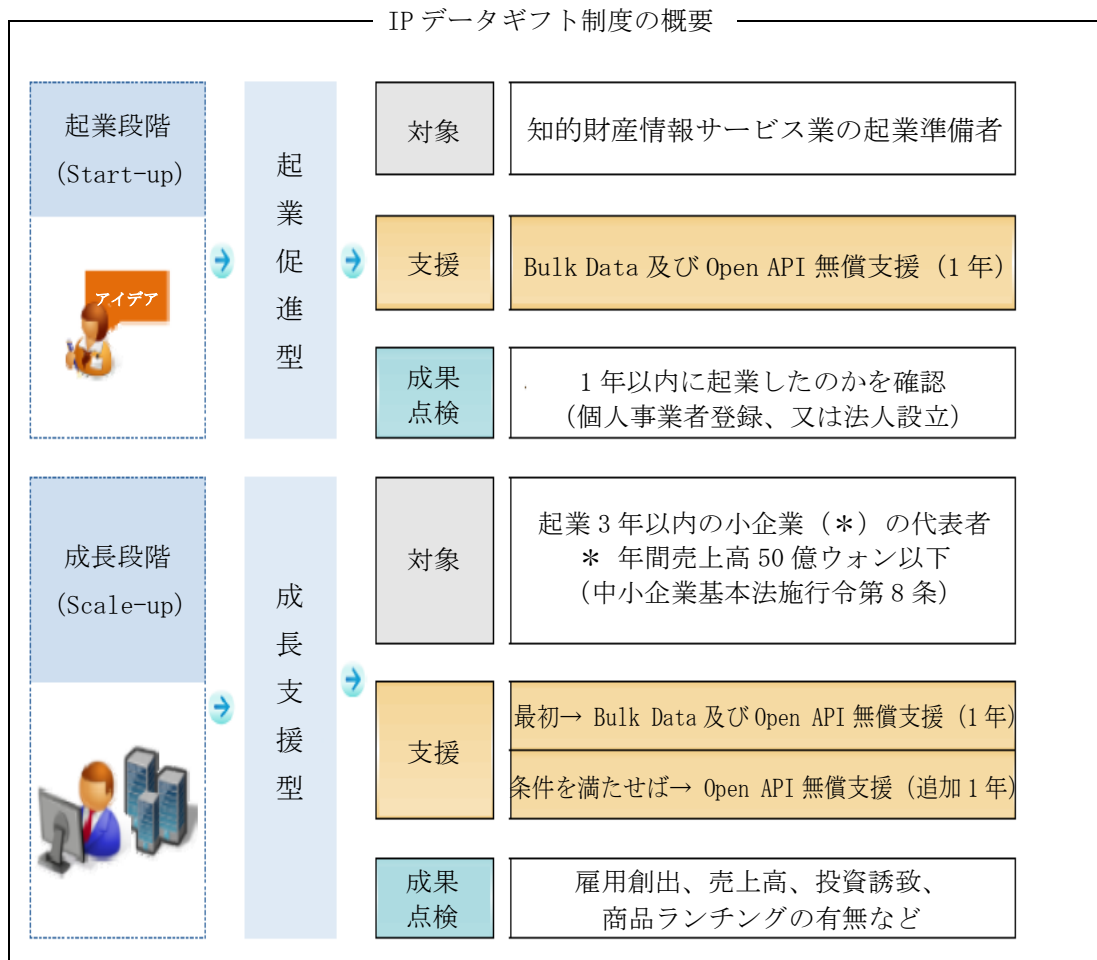 IP データギフト制度の概要
起業段階
(Start-up)
アイデア
起業促進型
対象
知的財産情報サービス業の起業準備者
支援
Bulk Data 及び Open API 無償支援（1 年）
成果
点検
1 年以内に起業したのかを確認
（個人事業者登録、又は法人設立）
成長段階
(Scale-up)
成長支援型
対象
起業 3 年以内の小企業（＊）の代表者
＊ 年間売上高 50 億ウォン以下
（中小企業基本法施行令第 8 条）
支援
最初→ Bulk Data 及び Open API 無償支援（1 年）
条件を満たせば→ Open API 無償支援（追加 1 年）
成果
点検
雇用創出、売上高、投資誘致、
商品ランチングの有無など